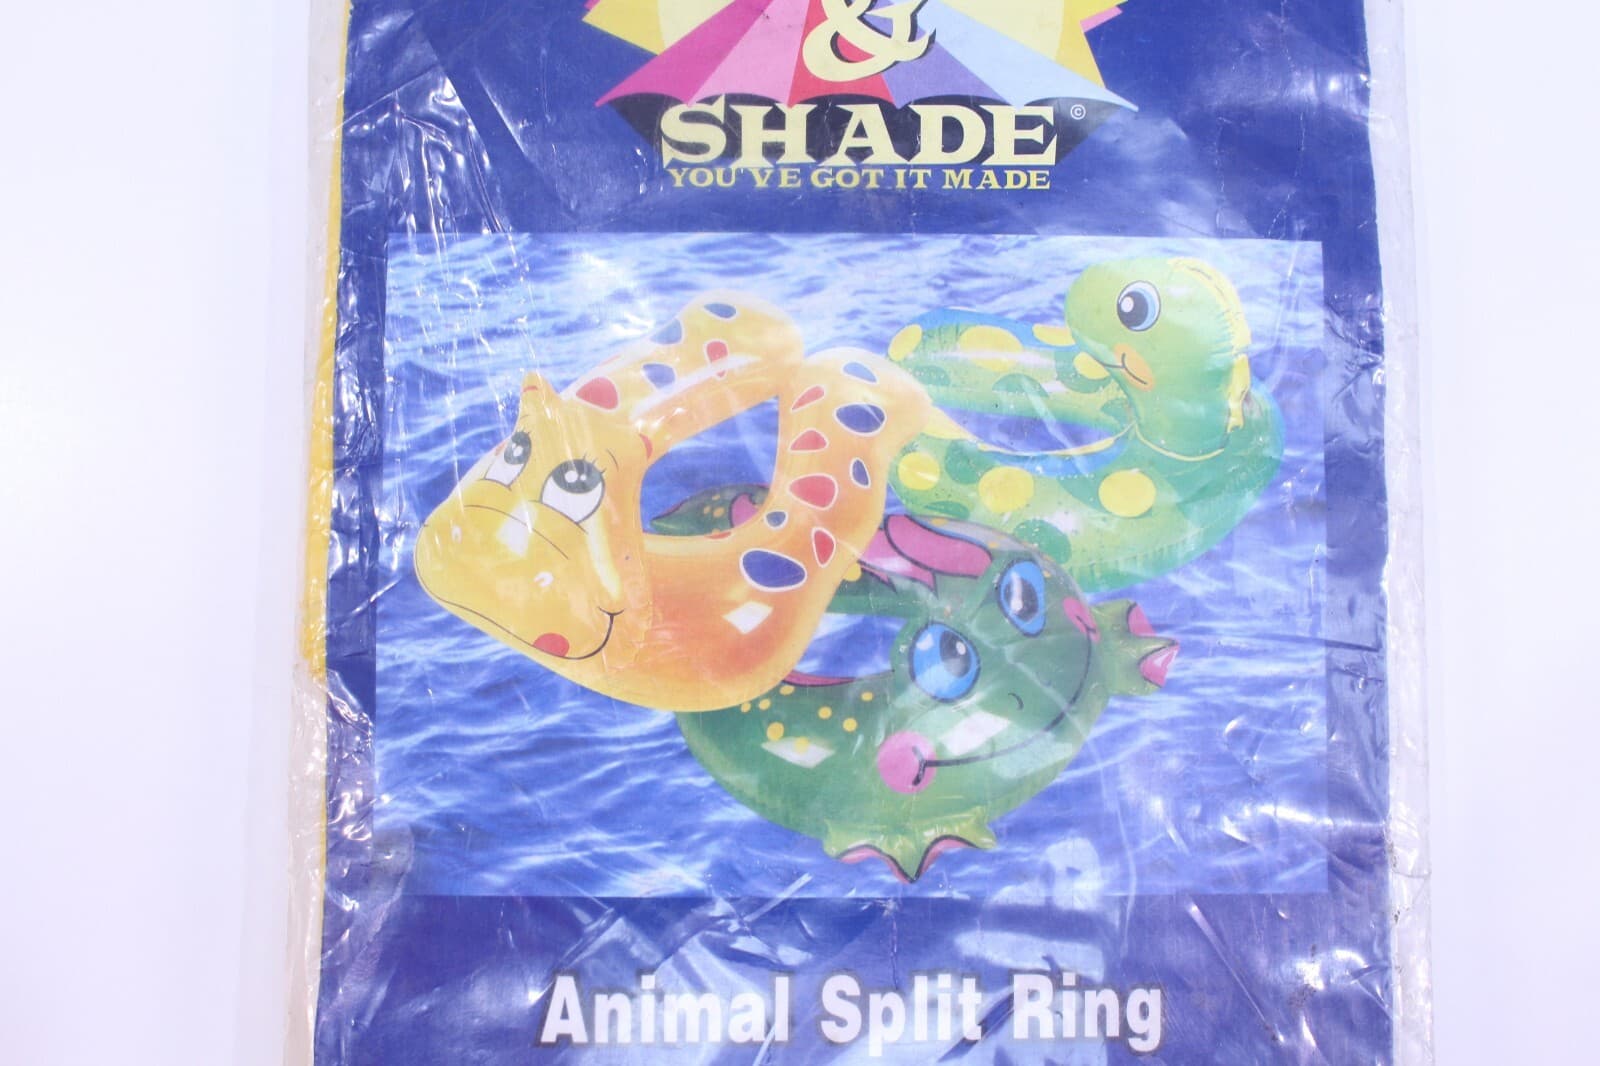 &
SHADE ©
YOU'VE GOT IT MADE
Animal Split Ring